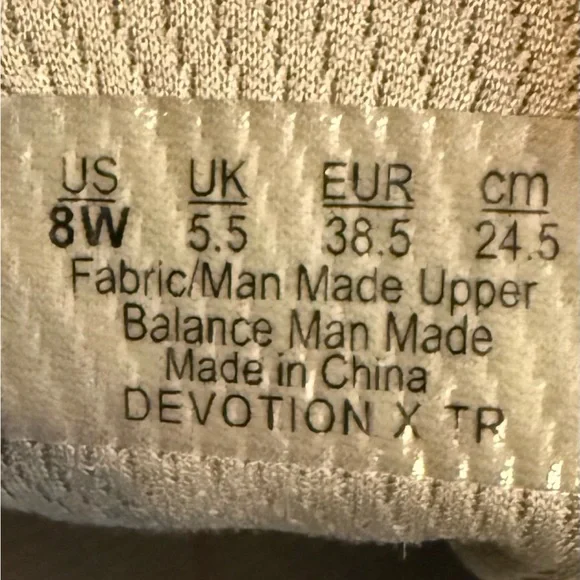 US UK EUR cm
8W 5.5 38.5 24.5
Fabric/Man Made Upper
Balance Man Made
Made in China
DEVOTION X TR